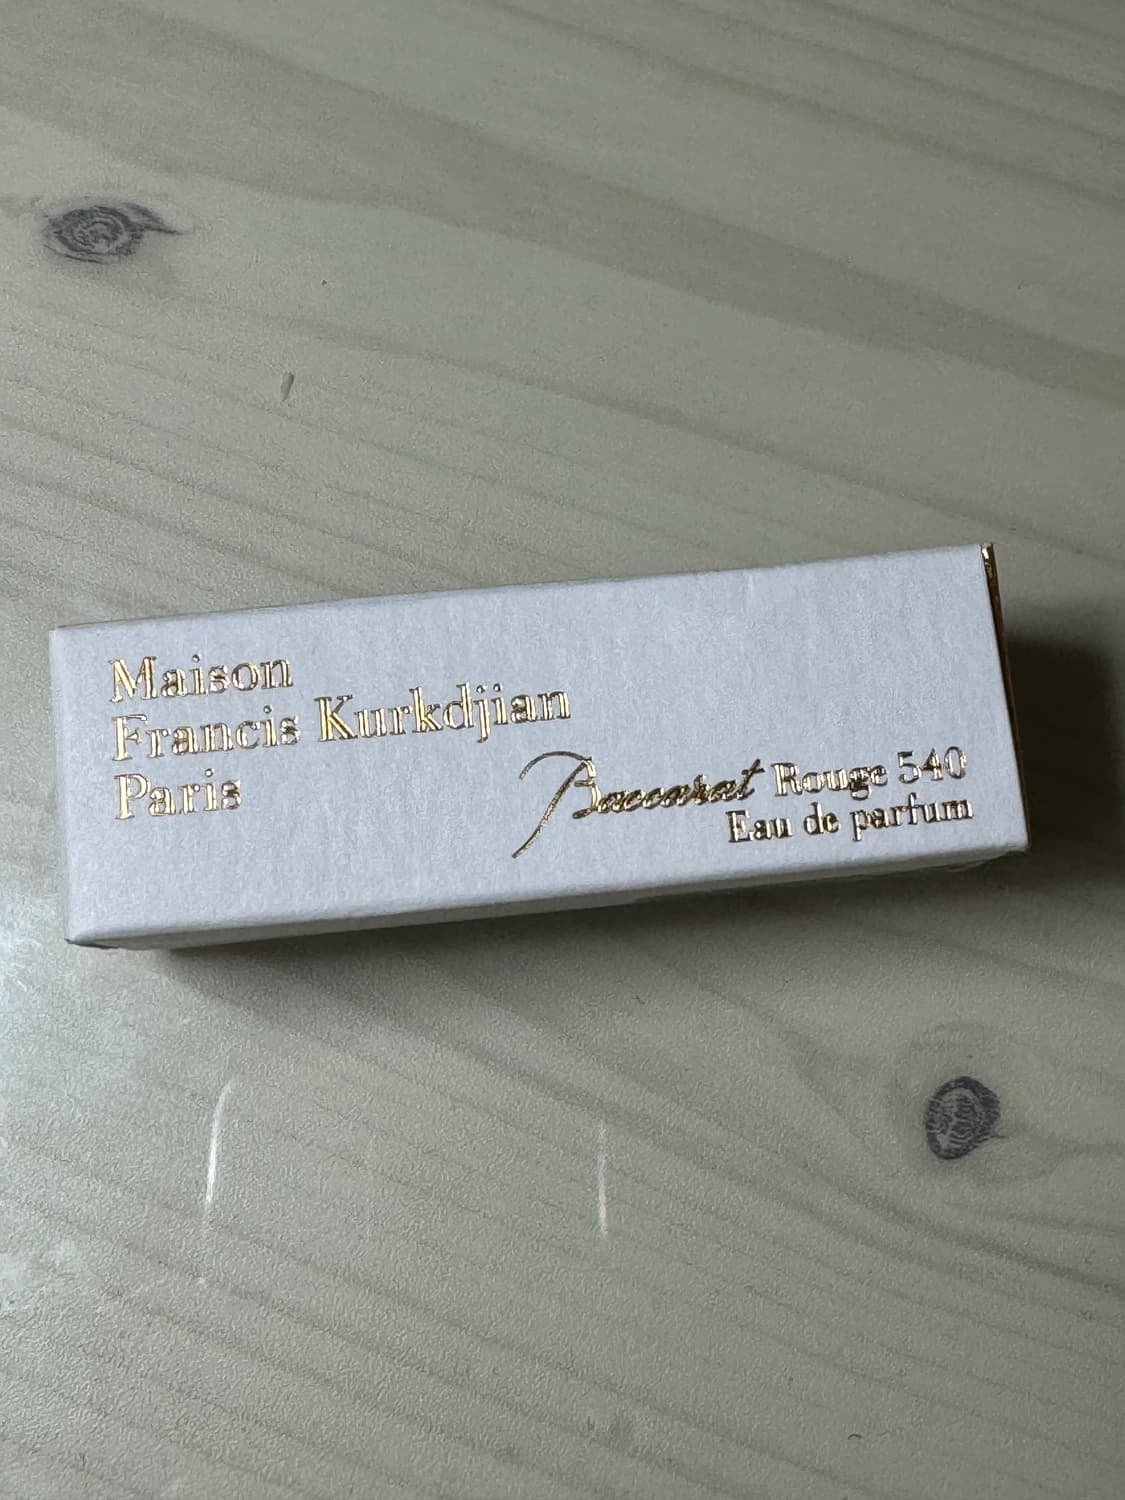 Maison
Francis Kurkdjian
Paris
Baccarat Rouge 540
Eau de parfum